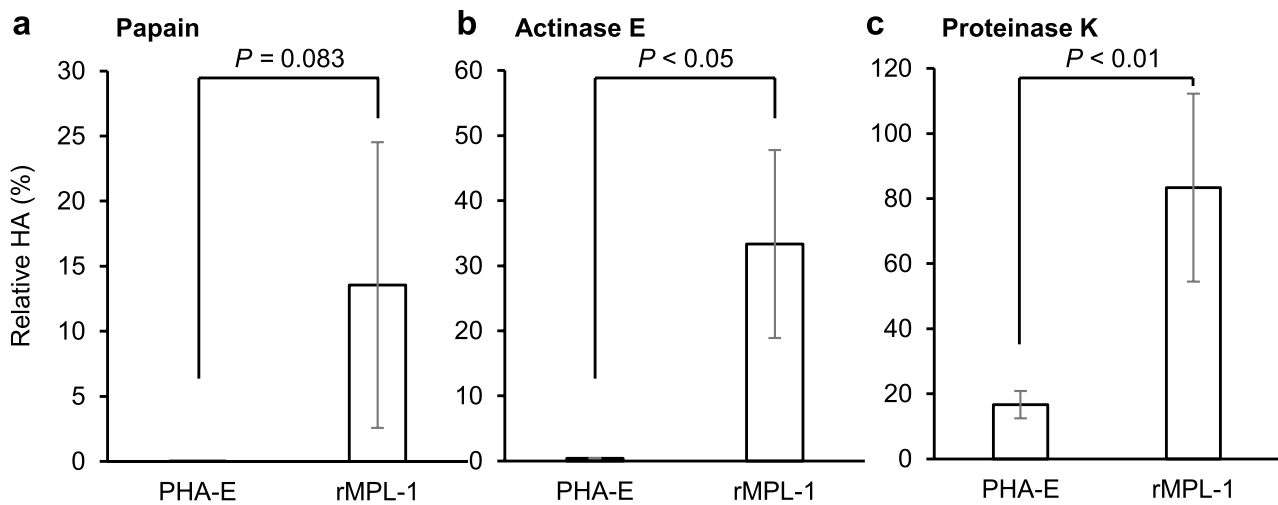 a Papain
P = 0.083
30
25
20
15
10
5
0
Relative HA (%)
PHA-E rMPL-1
b Actinase E
P < 0.05
60
50
40
30
20
10
0
PHA-E rMPL-1
c Proteinase K
P < 0.01
120
100
80
60
40
20
0
PHA-E rMPL-1